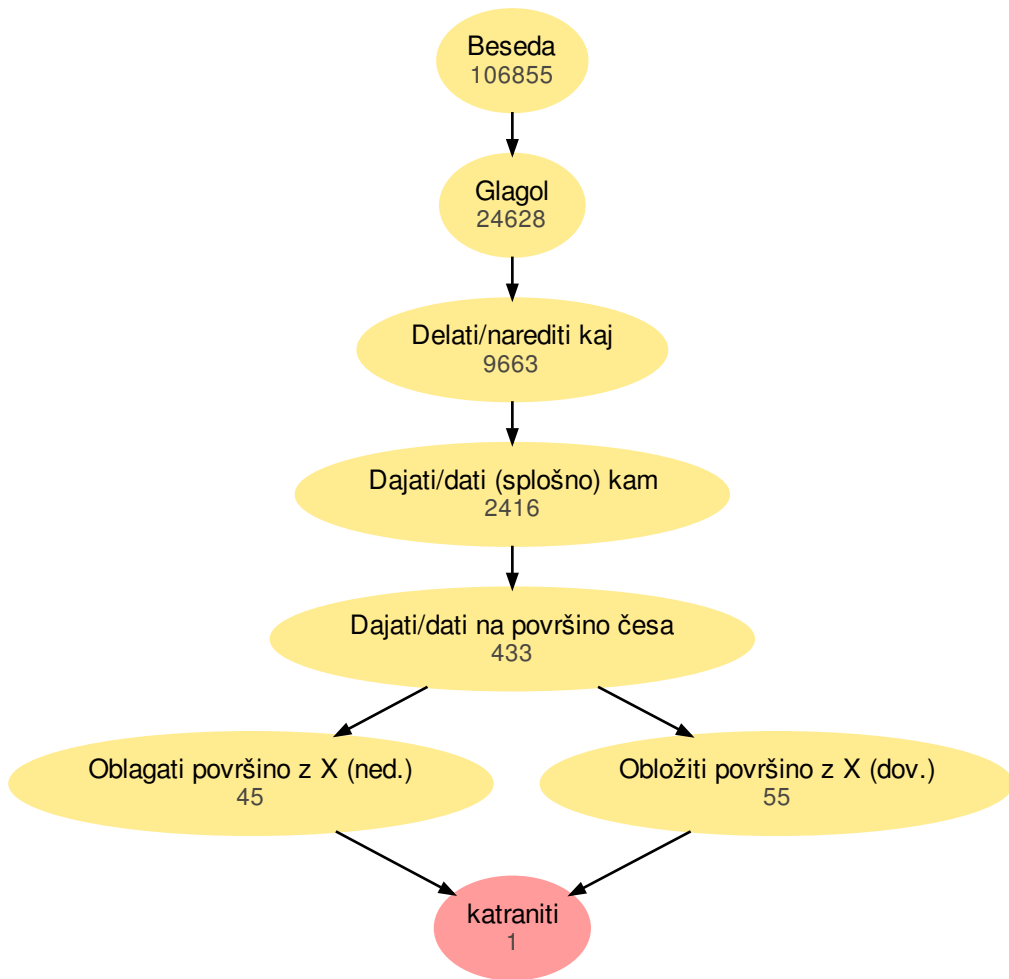 Beseda
106855
Glagol
24628
Delati/narediti kaj
9663
Dajati/dati (splošno) kam
2416
Dajati/dati na površino česa
433
Oblagati površino z X (ned.)
45
Obložiti površino z X (dov.)
55
katraniti
1